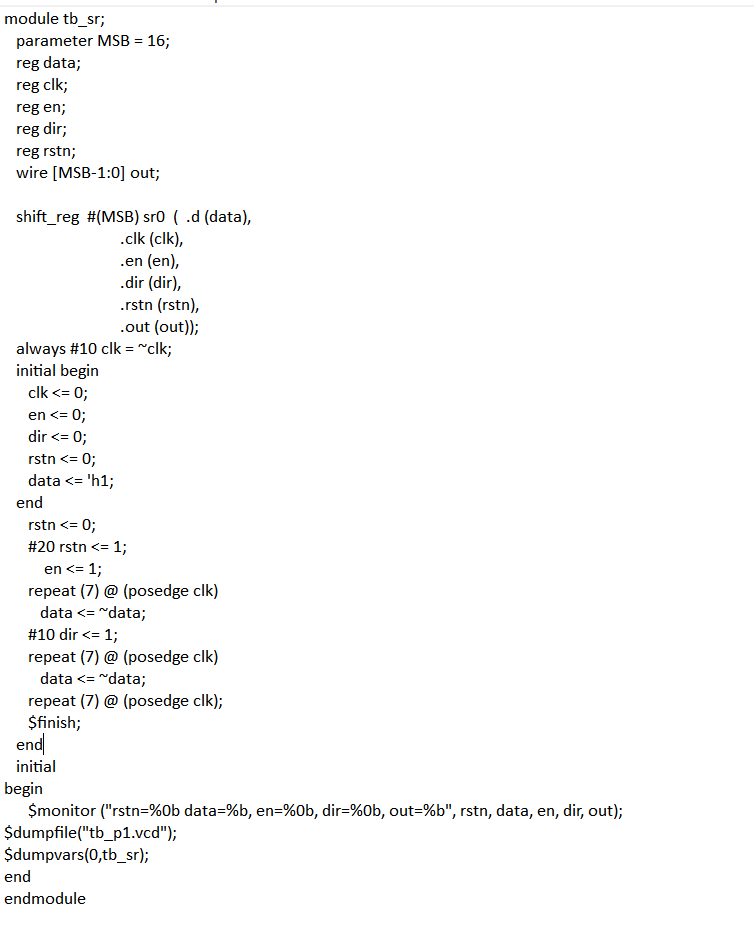 module tb_sr;
parameter MSB = 16;
reg data;
reg clk;
reg en;
reg dir;
reg rstn;
wire [MSB-1:0] out;
shift_reg #(MSB) sr0 ( .d (data),
.clk (clk),
.en (en),
.dir (dir),
.rstn (rstn),
.out (out));
always #10 clk = ~clk;
initial begin
clk <= 0;
en <= 0;
dir <= 0;
rstn <= 0;
data <= 'h1;
end
rstn <= 0;
#20 rstn <= 1;
en <= 1;
repeat (7) @ (posedge clk)
data <= ~data;
#10 dir <= 1;
repeat (7) @ (posedge clk)
data <= ~data;
repeat (7) @ (posedge clk);
$finish;
end
initial
begin
$monitor ("rstn=%0b data=%b, en=%0b, dir=%0b, out=%b", rstn, data, en, dir, out);
$dumpfile("tb_p1.vcd");
$dumpvars(0,tb_sr);
end
endmodule